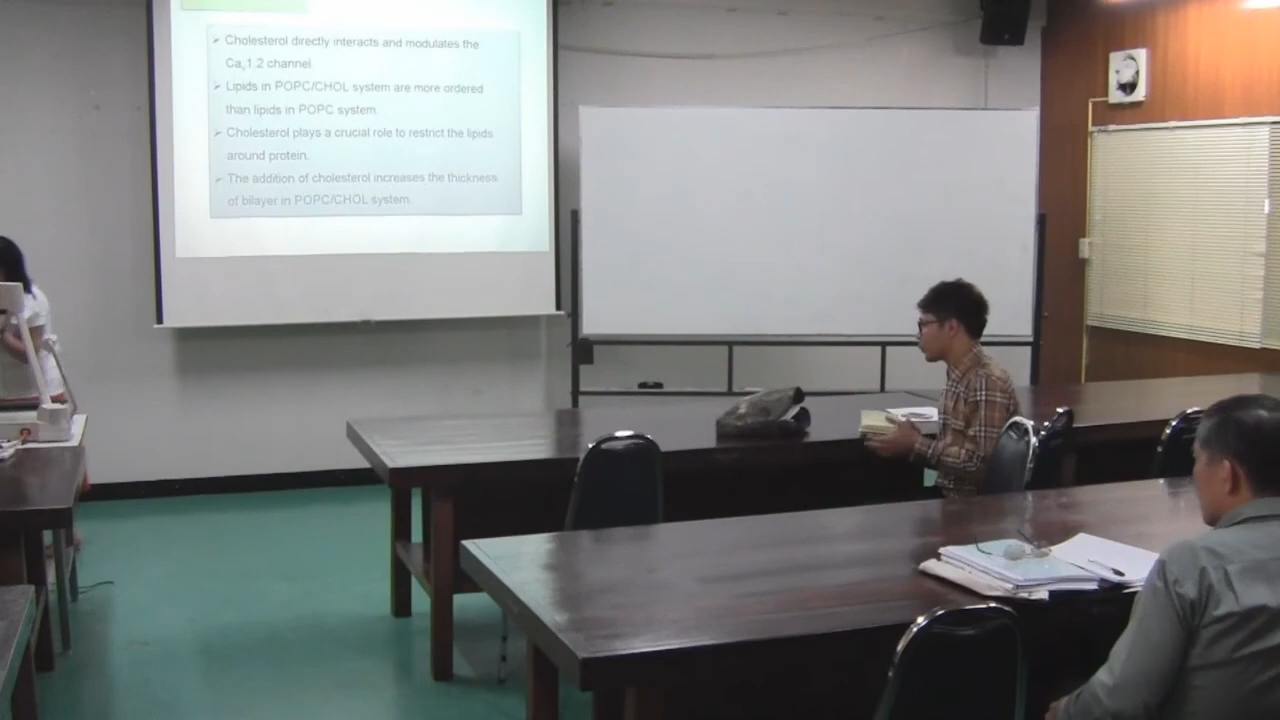 ➢ Cholesterol directly interacts and modulates the
Caᵥ1.2 channel.
➢ Lipids in POPC/CHOL system are more ordered
than lipids in POPC system.
➢ Cholesterol plays a crucial role to restrict the lipids
around protein.
➢ The addition of cholesterol increases the thickness
of bilayer in POPC/CHOL system.